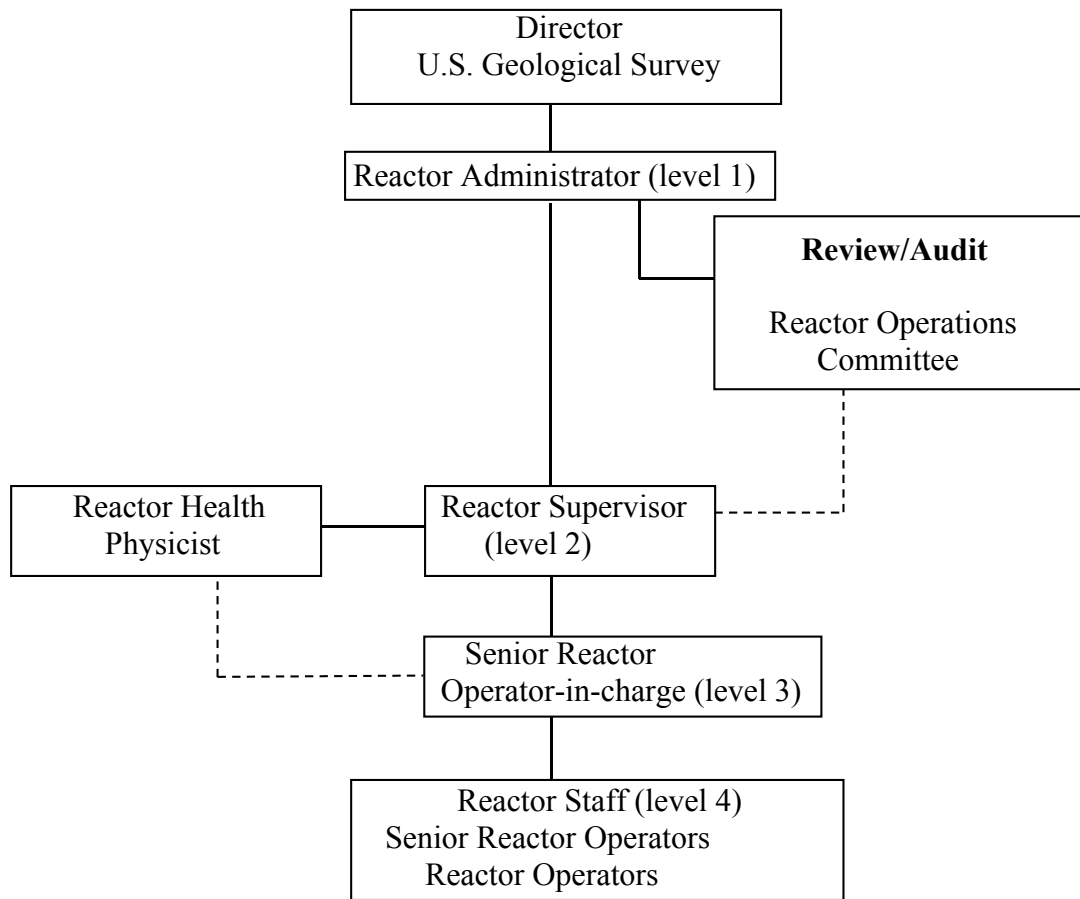 Director
U.S. Geological Survey
Reactor Administrator (level 1)
Review/Audit
Reactor Operations
Committee
Reactor Health
Physicist
Reactor Supervisor
(level 2)
Senior Reactor
Operator-in-charge (level 3)
Reactor Staff (level 4)
Senior Reactor Operators
Reactor Operators